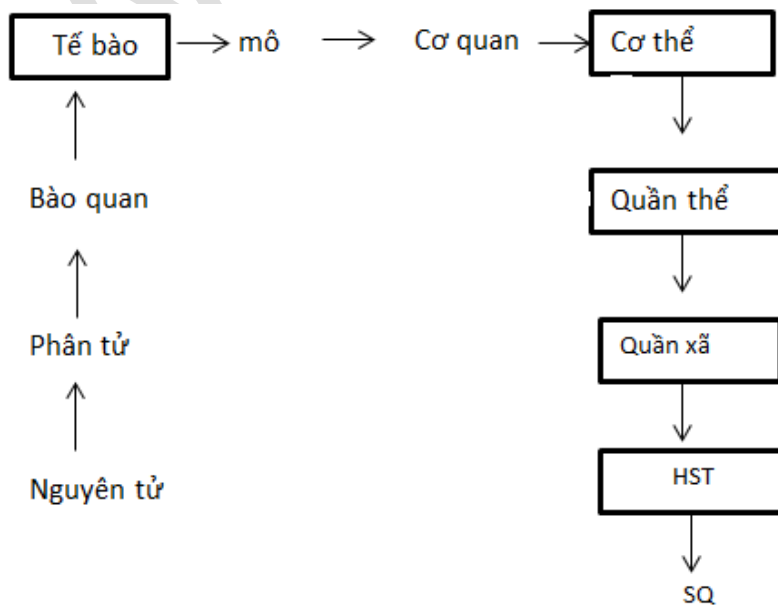 Tế bào
mô
Cơ quan
Cơ thể
Bào quan
Quần thể
Phân tử
Quần xã
Nguyên tử
HST
SQ